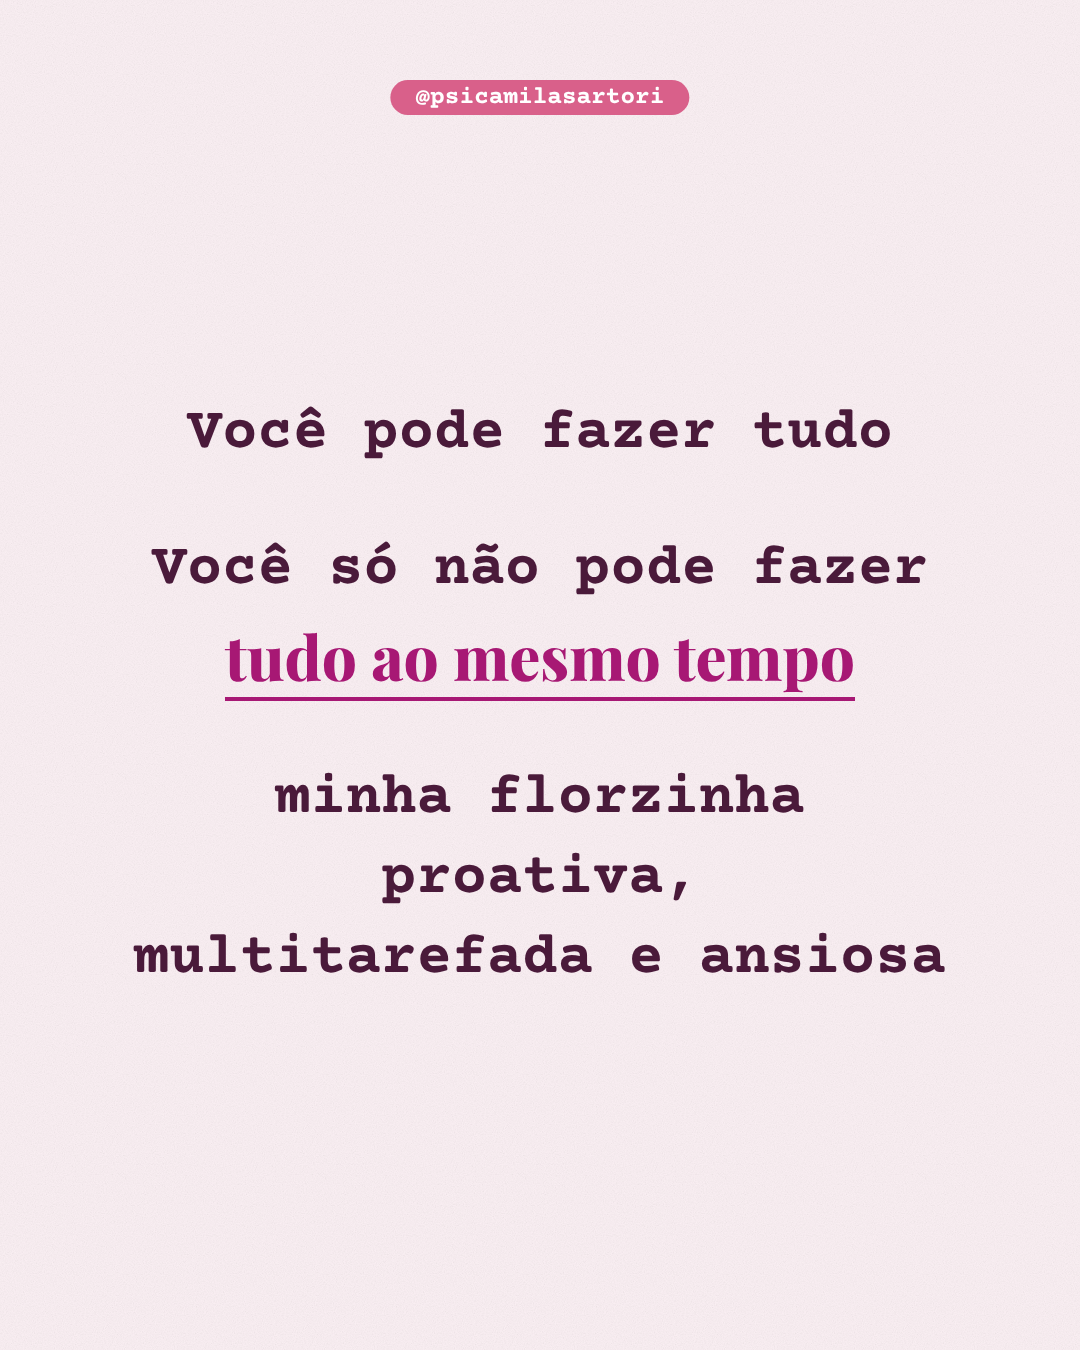 @psicamilasartori
Você pode fazer tudo
Você só não pode fazer
tudo ao mesmo tempo
minha florzinha
proativa,
multitarefada e ansiosa